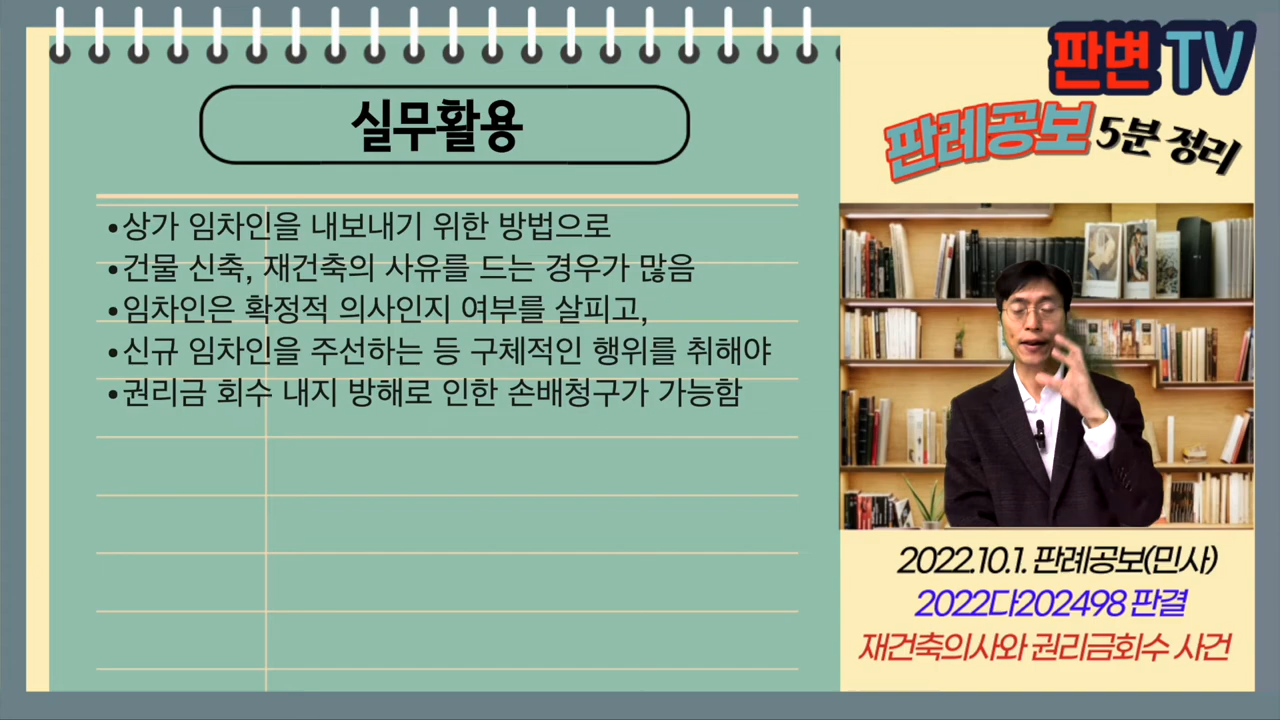 실무활용
•상가 임차인을 내보내기 위한 방법으로
•건물 신축, 재건축의 사유를 드는 경우가 많음
•임차인은 확정적 의사인지 여부를 살피고,
•신규 임차인을 주선하는 등 구체적인 행위를 취해야
•권리금 회수 내지 방해로 인한 손배청구가 가능함
판변 TV
판례공보 5분 정리
2022.10.1. 판례공보(민사)
2022다202498 판결
재건축의사와 권리금회수 사건